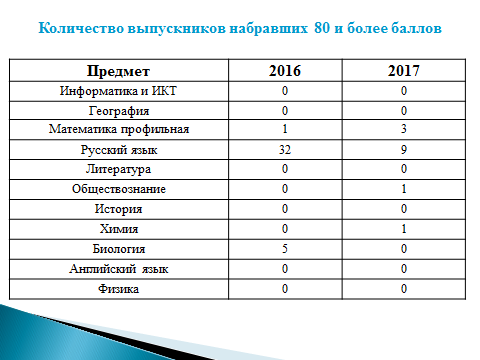 Количество выпускников набравших 80 и более баллов
Предмет 2016 2017
Информатика и ИКТ 0 0
География 0 0
Математика профильная 1 3
Русский язык 32 9
Литература 0 0
Обществознание 0 1
История 0 0
Химия 0 1
Биология 5 0
Английский язык 0 0
Физика 0 0